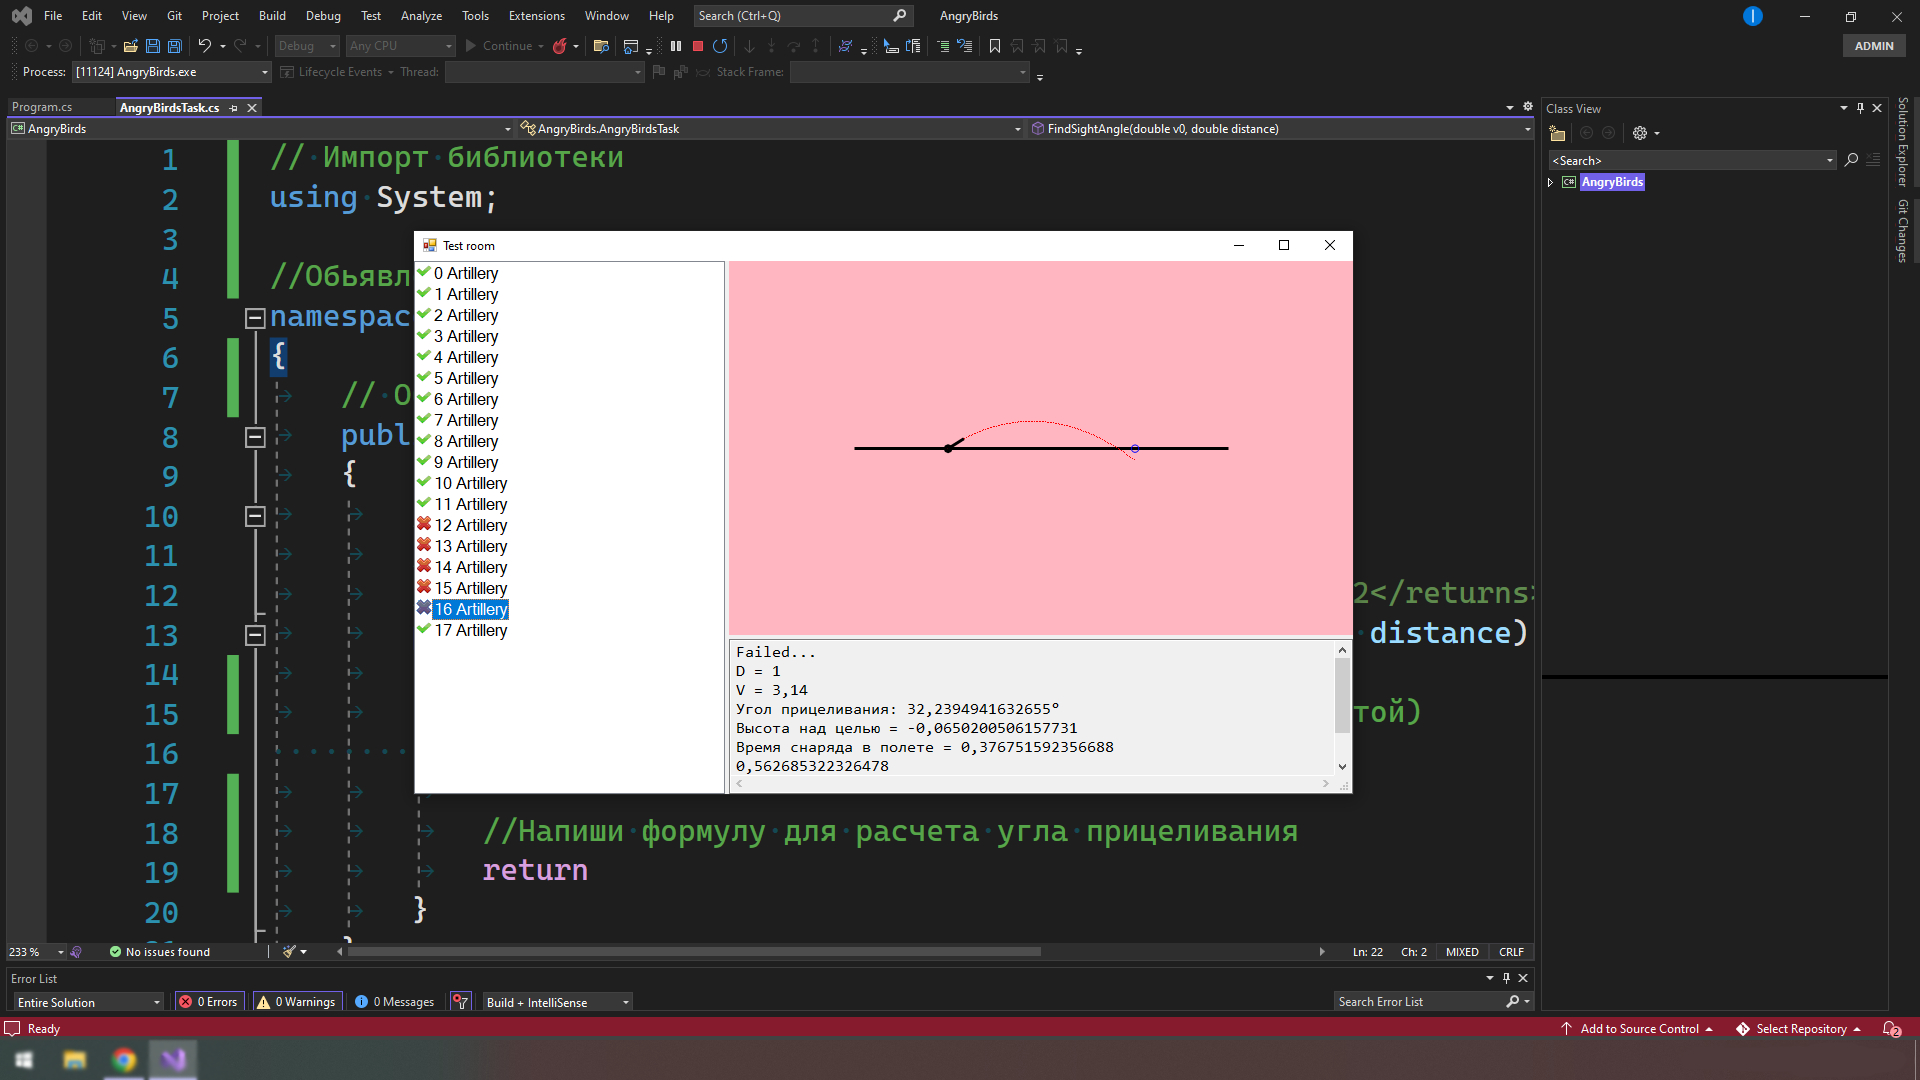 File Edit View Git Project Build Debug Test Analyze Tools Extensions Window Help Search (Ctrl+Q) AngryBirds
Debug Any CPU Continue
ADMIN
Process: [11124] AngryBirds.exe Lifecycle Events Thread: Stack Frame:
Program.cs AngryBirdsTask.cs
AngryBirds AngryBirds.AngryBirdsTask FindSightAngle(double v0, double distance)
1 // Импорт библиотеки
2 using System;
3
4 //Обьявл
5 namespac
6 {
7 // О
8 publ
9 {
10
11
12 2</returns>
13 distance)
14
15 той)
16
17
18 //Напиши формулу для расчета угла прицеливания
19 return
20 }
Test room
0 Artillery
1 Artillery
2 Artillery
3 Artillery
4 Artillery
5 Artillery
6 Artillery
7 Artillery
8 Artillery
9 Artillery
10 Artillery
11 Artillery
12 Artillery
13 Artillery
14 Artillery
15 Artillery
16 Artillery
17 Artillery
Failed...
D = 1
V = 3,14
Угол прицеливания: 32,2394941632655°
Высота над целью = -0,0650200506157731
Время снаряда в полете = 0,376751592356688
0,562685322326478
Class View
<Search>
AngryBirds
Solution Explorer
Git Changes
233 % No issues found Ln: 22 Ch: 2 MIXED CRLF
Error List
Entire Solution 0 Errors 0 Warnings 0 Messages Build + IntelliSense Search Error List
Ready Add to Source Control Select Repository 2